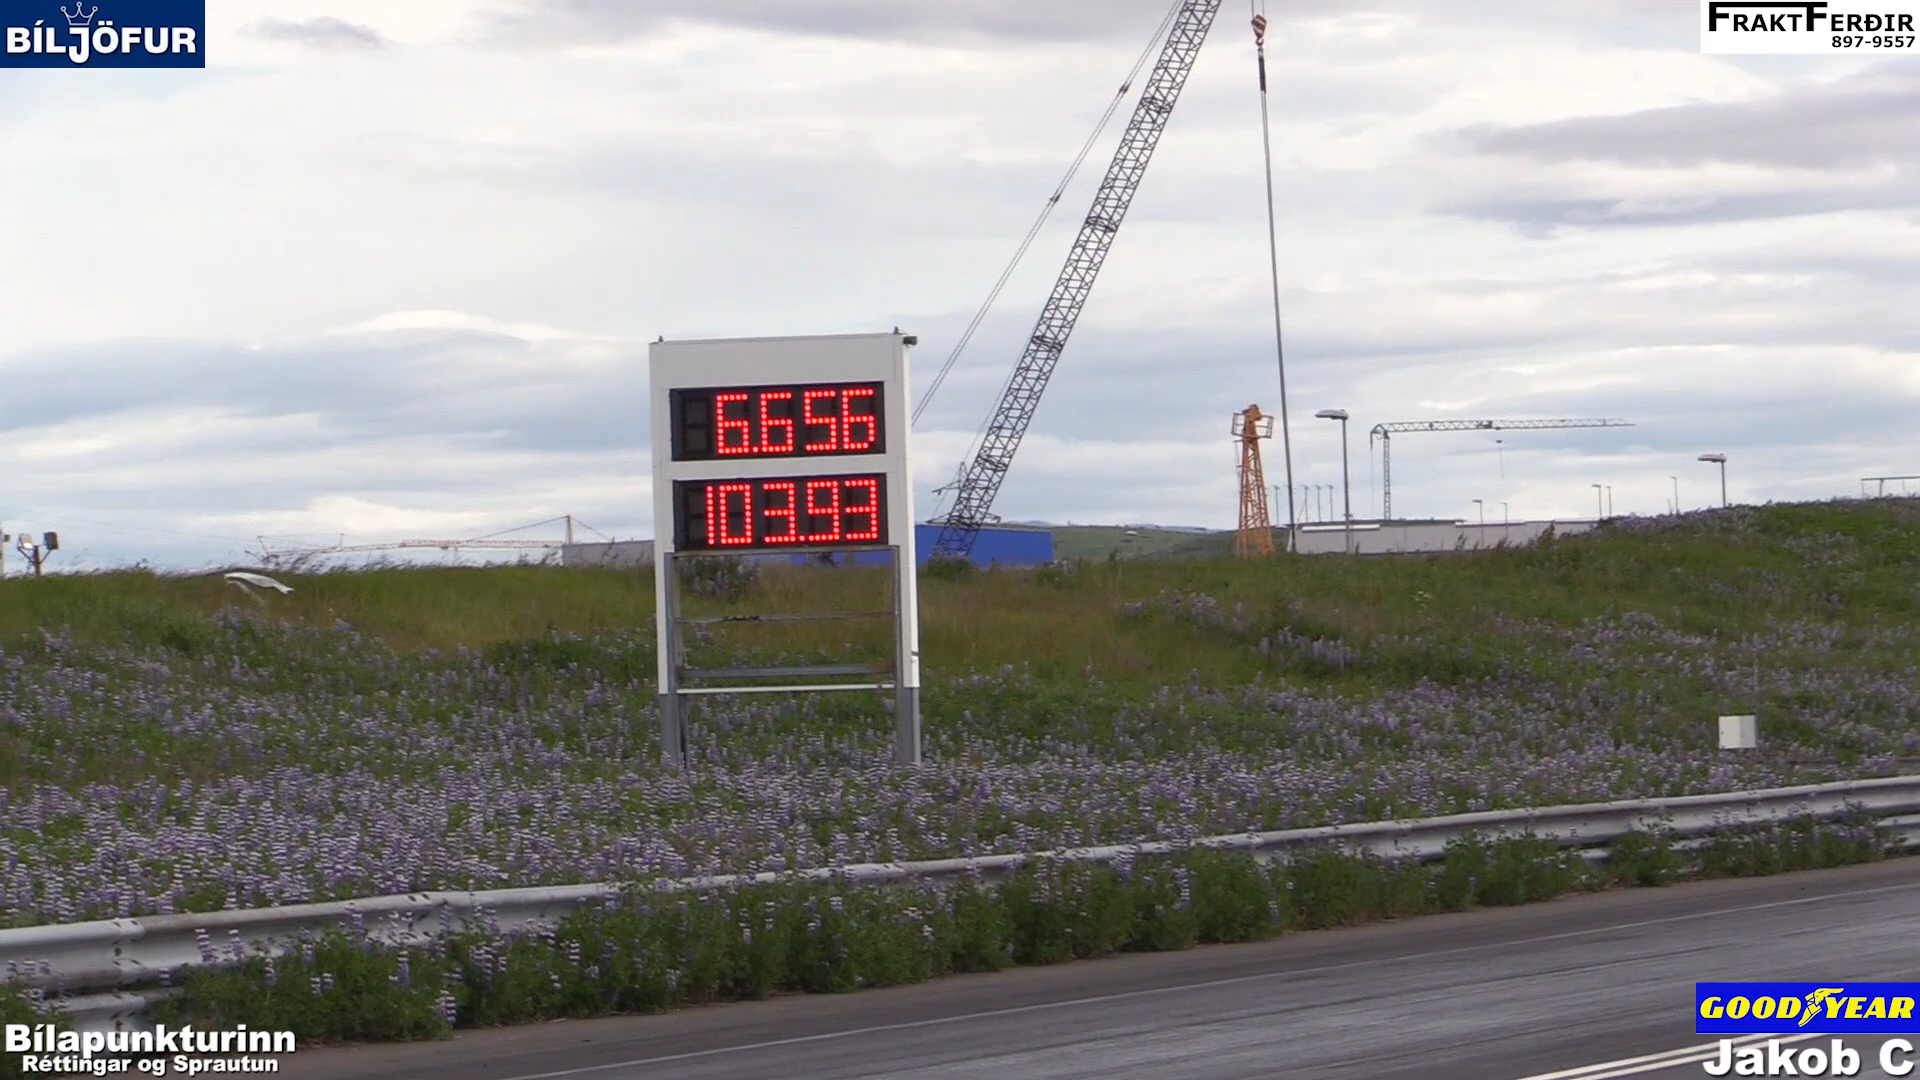 BÍLJÖFUR
FRAKTFERÐIR
897-9557
6.656
103.93
GOODYEAR
Bílapunkturinn
Réttingar og Sprautun
Jakob C